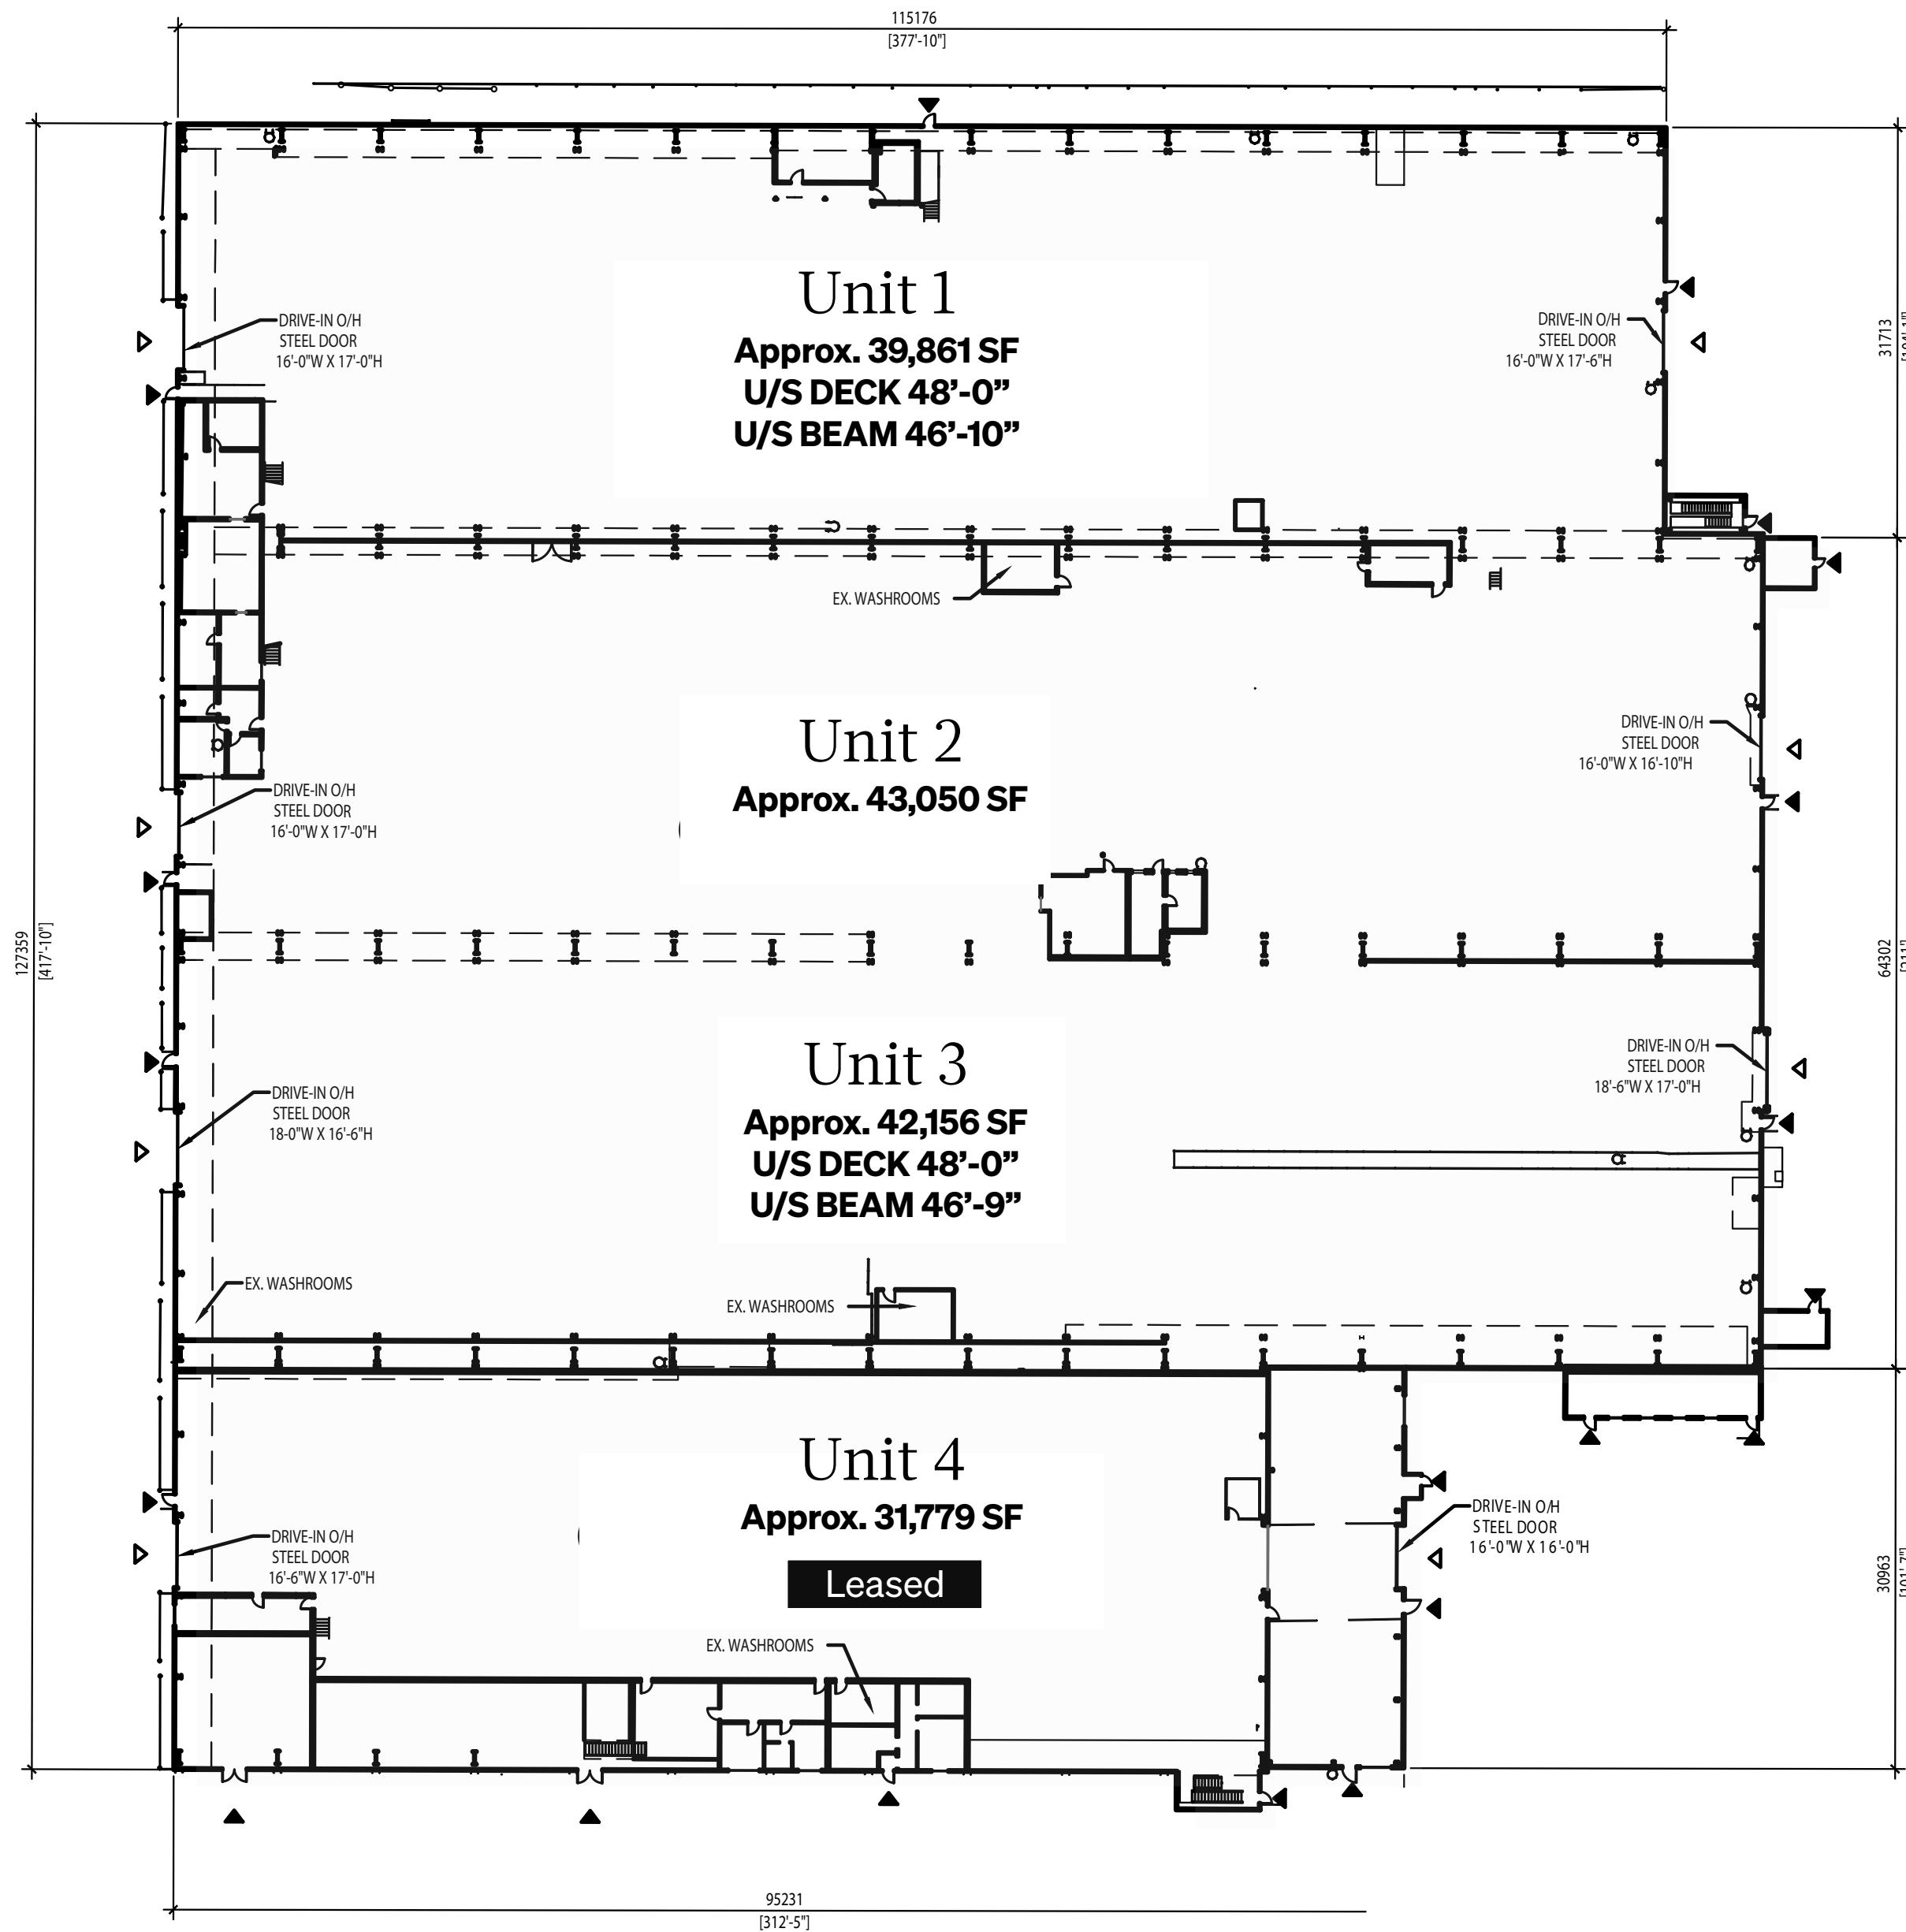 115176
[377'-10"]
Unit 1
Approx. 39,861 SF
U/S DECK 48’-0”
U/S BEAM 46’-10”
DRIVE-IN O/H
STEEL DOOR
16'-0"W X 17'-0"H
DRIVE-IN O/H
STEEL DOOR
16'-0"W X 17'-6"H
31713
EX. WASHROOMS
Unit 2
Approx. 43,050 SF
DRIVE-IN O/H
STEEL DOOR
16'-0"W X 16'-10"H
DRIVE-IN O/H
STEEL DOOR
16'-0"W X 17'-0"H
127359
[417'-10"]
64302
Unit 3
Approx. 42,156 SF
U/S DECK 48’-0”
U/S BEAM 46’-9”
DRIVE-IN O/H
STEEL DOOR
18'-6"W X 17'-0"H
DRIVE-IN O/H
STEEL DOOR
18-0"W X 16'-6"H
EX. WASHROOMS
EX. WASHROOMS
Unit 4
Approx. 31,779 SF
Leased
DRIVE-IN O/H
STEEL DOOR
16'-0"W X 16'-0"H
DRIVE-IN O/H
STEEL DOOR
16'-6"W X 17'-0"H
30963
EX. WASHROOMS
95231
[312'-5"]